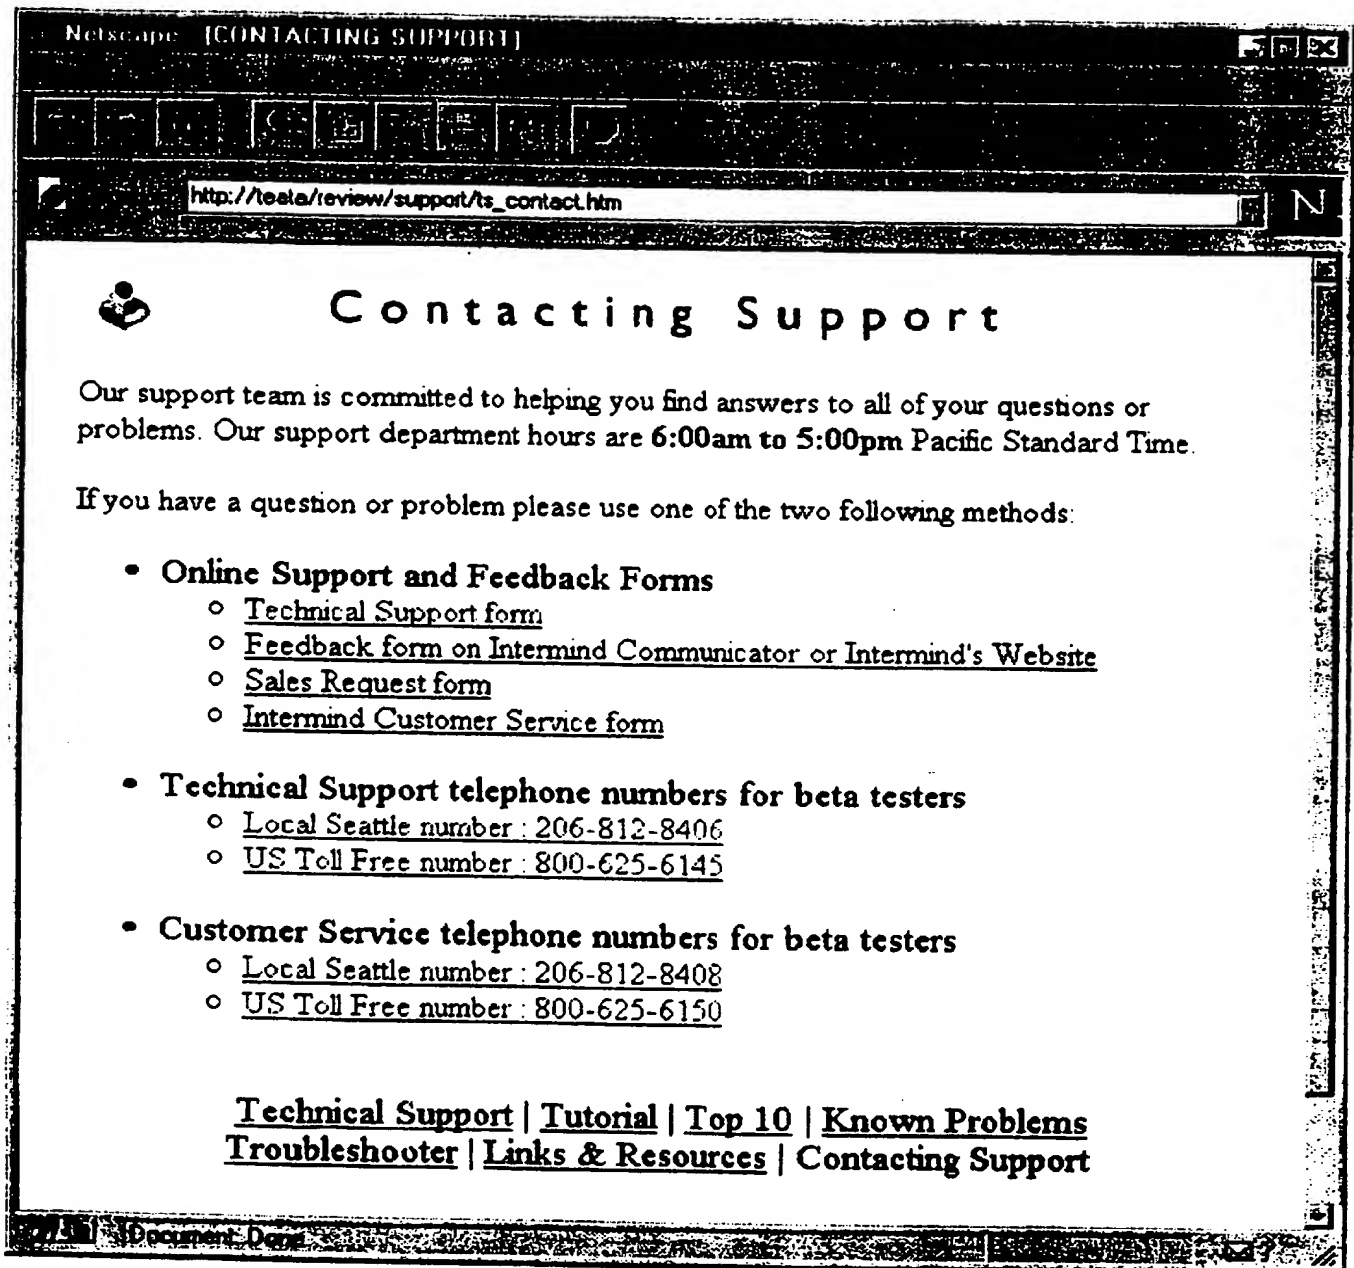 Netscape [CONTACTING SUPPORT]
http://teala/review/support/ts_contact.htm
N
Contacting Support
Our support team is committed to helping you find answers to all of your questions or
problems. Our support department hours are 6:00am to 5:00pm Pacific Standard Time.
If you have a question or problem please use one of the two following methods:
• Online Support and Feedback Forms
○ Technical Support form
○ Feedback form on Intermind Communicator or Intermind's Website
○ Sales Request form
○ Intermind Customer Service form
• Technical Support telephone numbers for beta testers
○ Local Seattle number : 206-812-8406
○ US Toll Free number : 800-625-6145
• Customer Service telephone numbers for beta testers
○ Local Seattle number : 206-812-8408
○ US Toll Free number : 800-625-6150
Technical Support | Tutorial | Top 10 | Known Problems
Troubleshooter | Links & Resources | Contacting Support
Document: Done